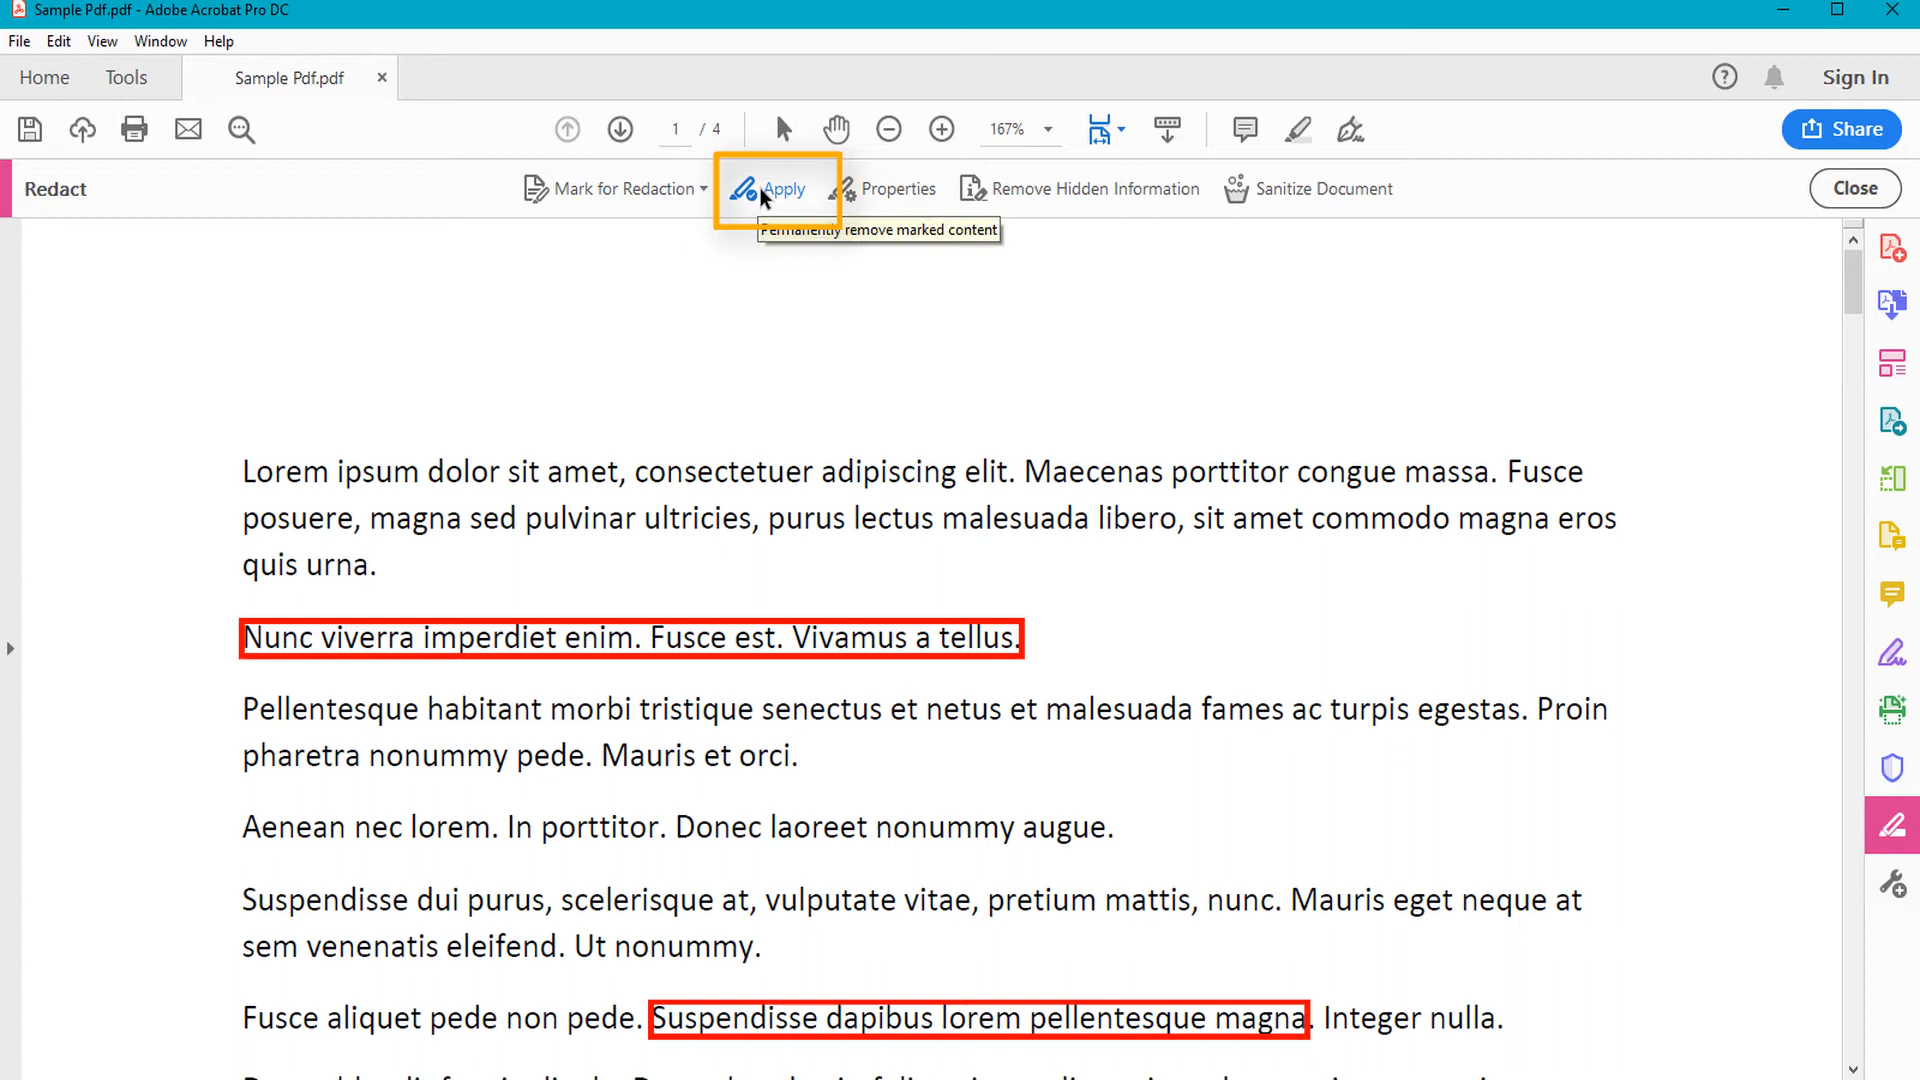 Sample Pdf.pdf - Adobe Acrobat Pro DC
File Edit View Window Help
Home Tools Sample Pdf.pdf × Sign In
1 / 4 167% Share
Redact Mark for Redaction Apply Properties Remove Hidden Information Sanitize Document Close
Permanently remove marked content
Lorem ipsum dolor sit amet, consectetuer adipiscing elit. Maecenas porttitor congue massa. Fusce
posuere, magna sed pulvinar ultricies, purus lectus malesuada libero, sit amet commodo magna eros
quis urna.
Nunc viverra imperdiet enim. Fusce est. Vivamus a tellus.
Pellentesque habitant morbi tristique senectus et netus et malesuada fames ac turpis egestas. Proin
pharetra nonummy pede. Mauris et orci.
Aenean nec lorem. In porttitor. Donec laoreet nonummy augue.
Suspendisse dui purus, scelerisque at, vulputate vitae, pretium mattis, nunc. Mauris eget neque at
sem venenatis eleifend. Ut nonummy.
Fusce aliquet pede non pede. Suspendisse dapibus lorem pellentesque magna. Integer nulla.